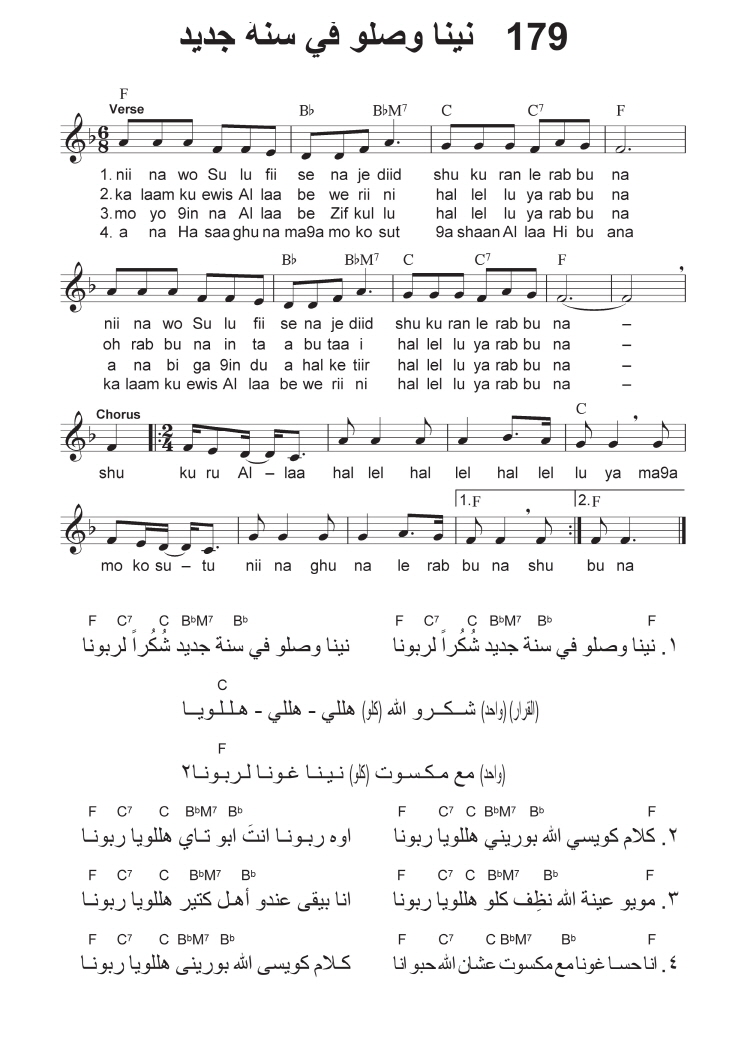 179 نينا وصلو في سنة جديد
F
Verse B♭ B♭M7 C C7 F
1. nii na wo Su lu fii se na je diid shu ku ran le rab bu na
2. ka laam ku ewis Al laa be we rii ni hal lel lu ya rab bu na
3. mo yo 9in na Al laa be Zif kul lu hal lel lu ya rab bu na
4. a na Ha saa ghu na ma9a mo ko sut 9a shaan Al laa Hi bu ana
B♭ B♭M7 C C7 F
nii na wo Su lu fii se na je diid shu ku ran le rab bu na –
oh rab bu na in ta a bu taa i hal lel lu ya rab bu na –
a na bi ga 9in du a hal ke tiir hal lel lu ya rab bu na –
ka laam ku ewis Al laa be we rii ni hal lel lu ya rab bu na –
Chorus C
shu ku ru Al – laa hal lel hal lel hal lel lu ya ma9a
1. F 2. F
mo ko su – tu nii na ghu na le rab bu na shu bu na
F C7 C B♭M7 B♭ F C7 C B♭M7 B♭ F
١. نينا وصلو في سنة جديد شُكُراً لربونا نينا وصلو في سنة جديد شُكُراً لربونا
C
(القرار) (واحد) شــكــرو الله (كلو) هللي - هللي - هـلـلـويــا
F
(واحد) مع مـكـسوت (كلو) نـيـنـا غـونـا لـربـونـا٢
F C7 C B♭M7 B♭ F C7 C B♭M7 B♭ F
٢. كلام كويسي الله بوريني هللويا ربونا اوه ربـونـا انتَ ابو تـاي هللويا ربونا
F C7 C B♭M7 B♭ F C7 C B♭M7 B♭ F
٣. مويو عينة الله نظِف كلو هللويا ربونا انا بيقى عندو أهـل كتير هللويا ربونـا
F C7 C B♭M7 B♭ F C7 C B♭M7 B♭ F
٤. انا حسـا غونا مع مكسوت عشان الله حبو انا كـلام كويسى الله بورينى هللويا ربونـا